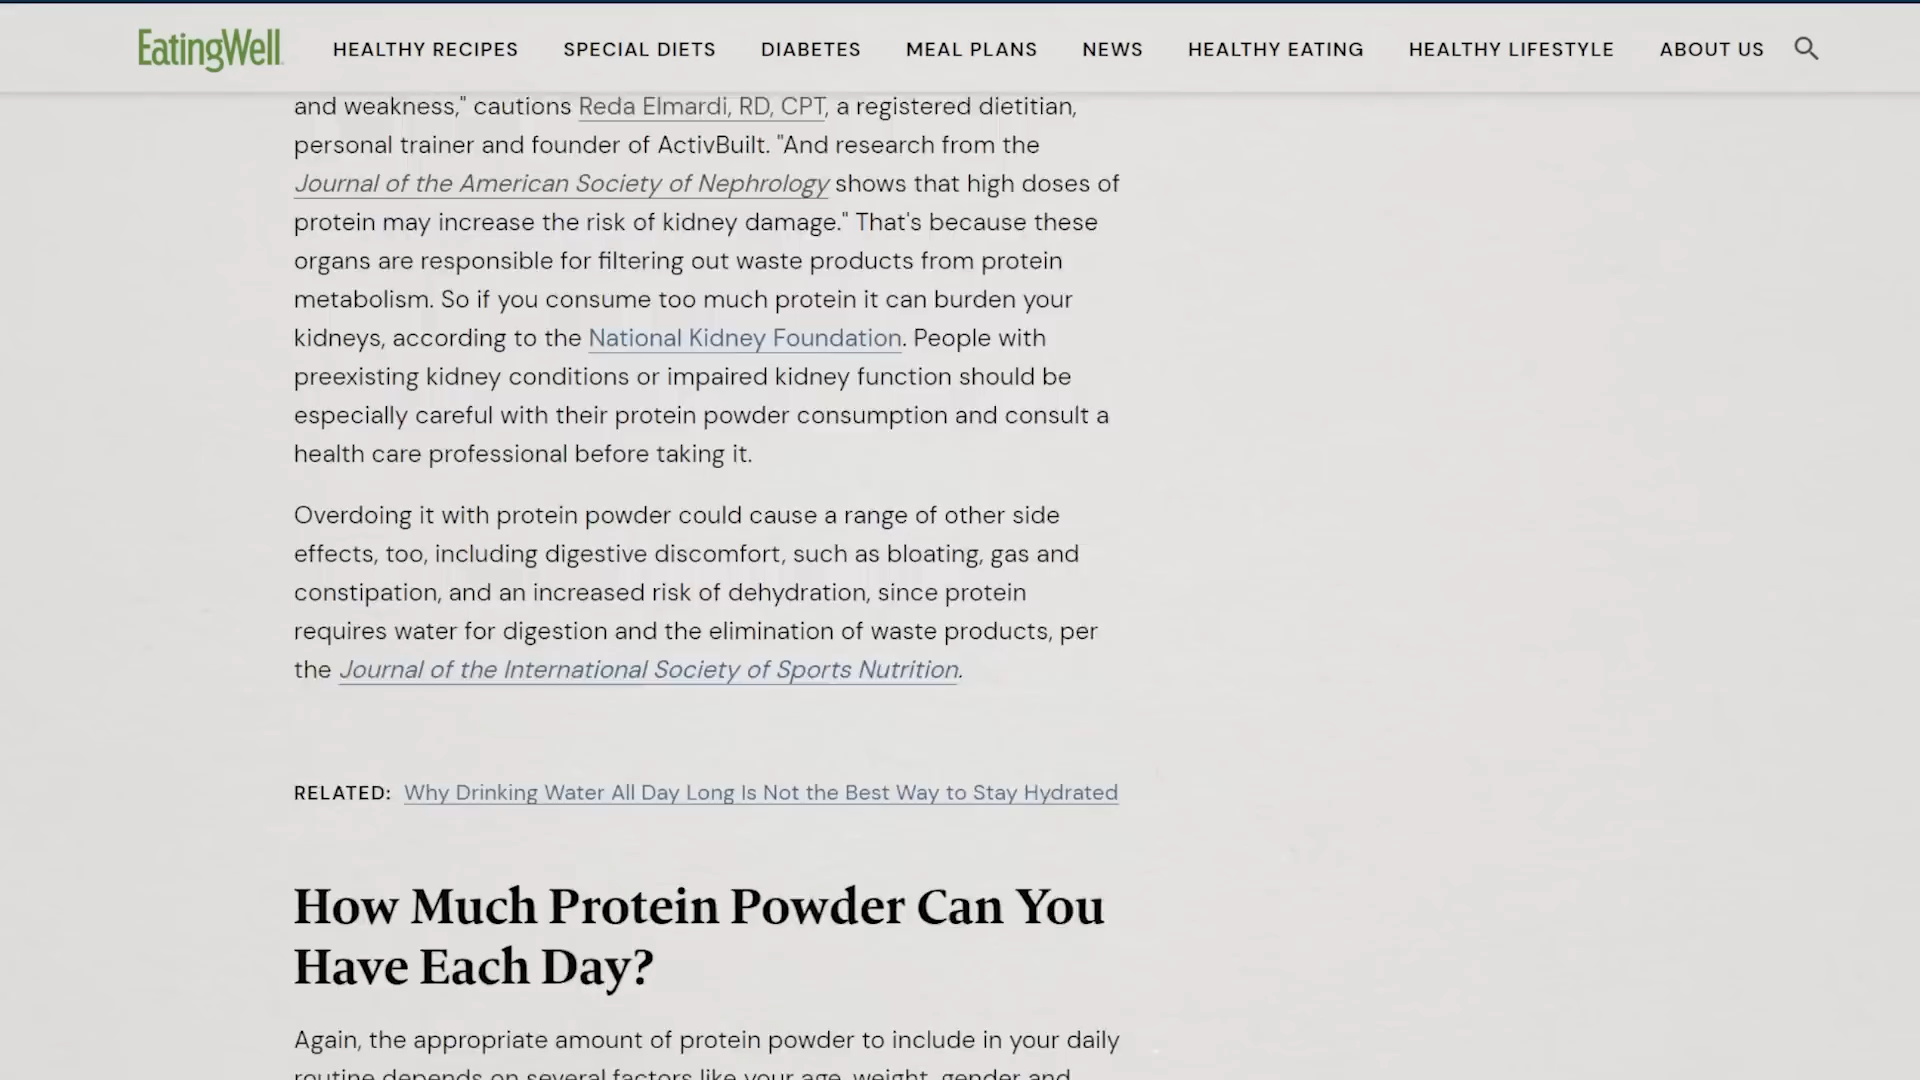 EatingWell
HEALTHY RECIPES SPECIAL DIETS DIABETES MEAL PLANS NEWS HEALTHY EATING HEALTHY LIFESTYLE ABOUT US
and weakness," cautions Reda Elmardi, RD, CPT, a registered dietitian,
personal trainer and founder of ActivBuilt. "And research from the
Journal of the American Society of Nephrology shows that high doses of
protein may increase the risk of kidney damage." That's because these
organs are responsible for filtering out waste products from protein
metabolism. So if you consume too much protein it can burden your
kidneys, according to the National Kidney Foundation. People with
preexisting kidney conditions or impaired kidney function should be
especially careful with their protein powder consumption and consult a
health care professional before taking it.
Overdoing it with protein powder could cause a range of other side
effects, too, including digestive discomfort, such as bloating, gas and
constipation, and an increased risk of dehydration, since protein
requires water for digestion and the elimination of waste products, per
the Journal of the International Society of Sports Nutrition.
RELATED: Why Drinking Water All Day Long Is Not the Best Way to Stay Hydrated
How Much Protein Powder Can You
Have Each Day?
Again, the appropriate amount of protein powder to include in your daily
routine depends on several factors like your age, weight, gender and